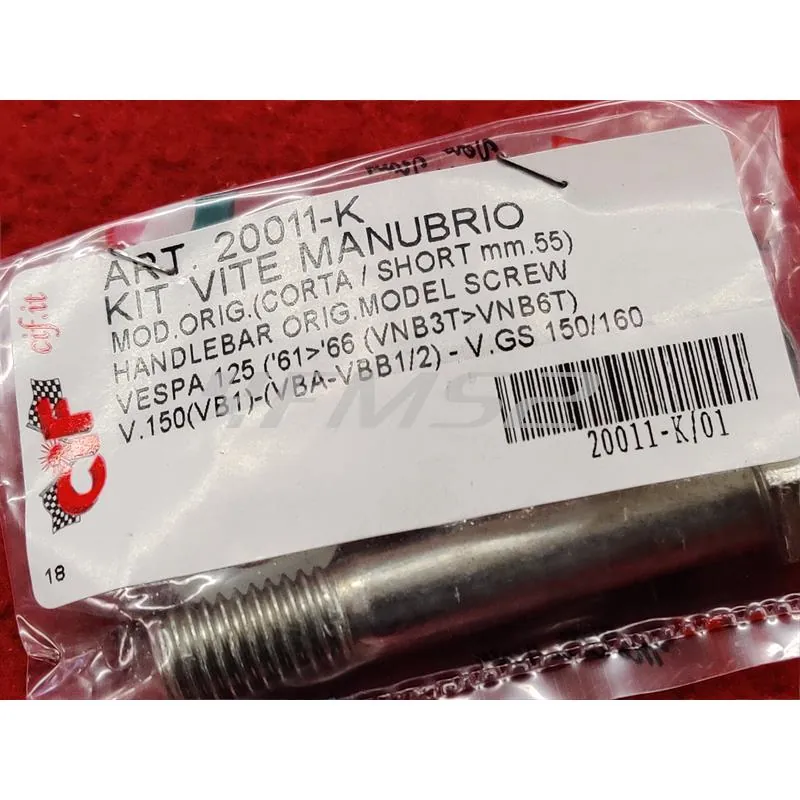 ART. 20011-K
KIT VITE MANUBRIO
MOD.ORIG.(CORTA / SHORT mm.55)
HANDLEBAR ORIG.MODEL SCREW
VESPA 125 ('61>'66 (VNB3T>VNB6T)
V.150(VB1)-(VBA-VBB1/2) - V.GS 150/160
20011-K/01
cif.it
CIF
18